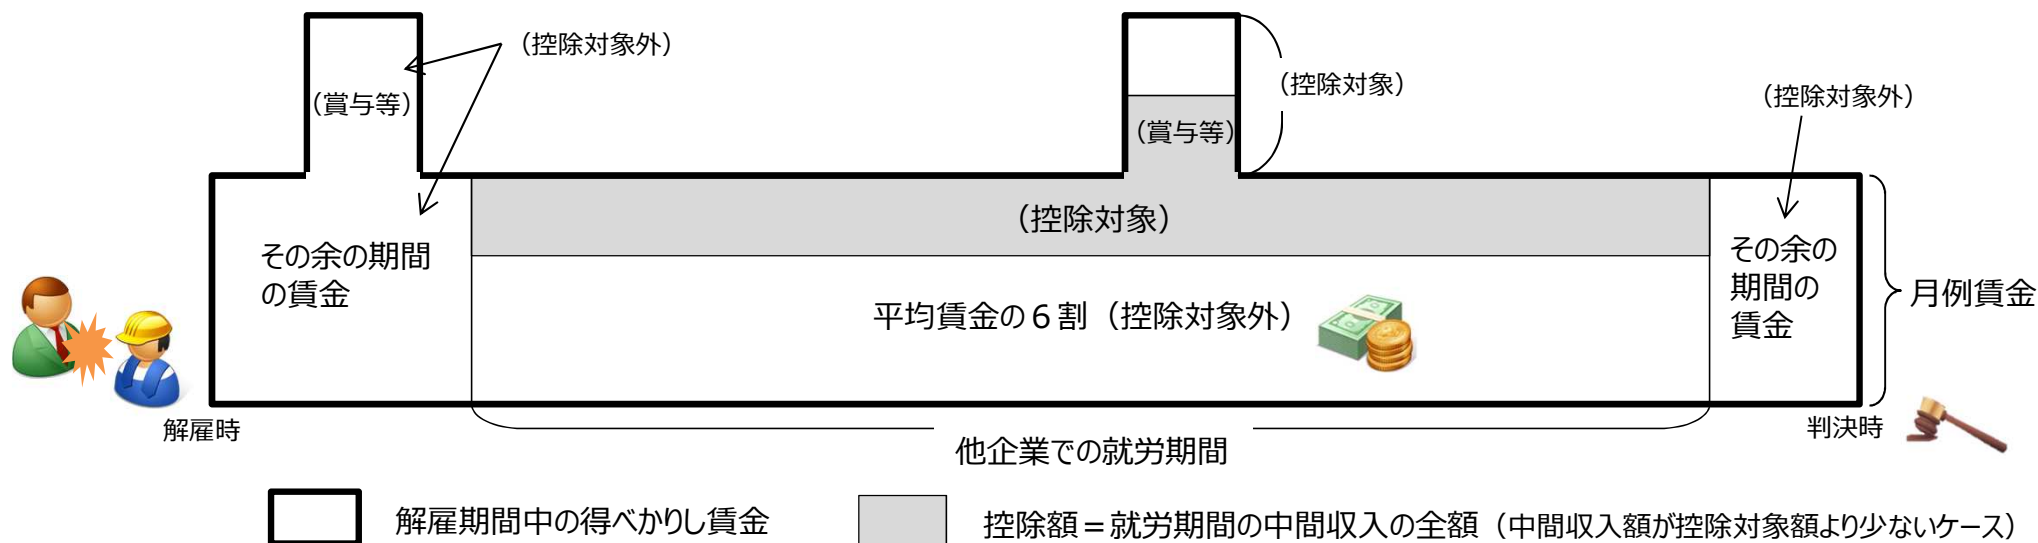 （控除対象外）
（賞与等）
（控除対象）
（賞与等）
（控除対象外）
（控除対象）
その余の期間
の賃金
平均賃金の６割（控除対象外）
その余の
期間の
賃金
月例賃金
解雇時
判決時
他企業での就労期間
解雇期間中の得べかりし賃金
控除額＝就労期間の中間収入の全額（中間収入額が控除対象額より少ないケース）